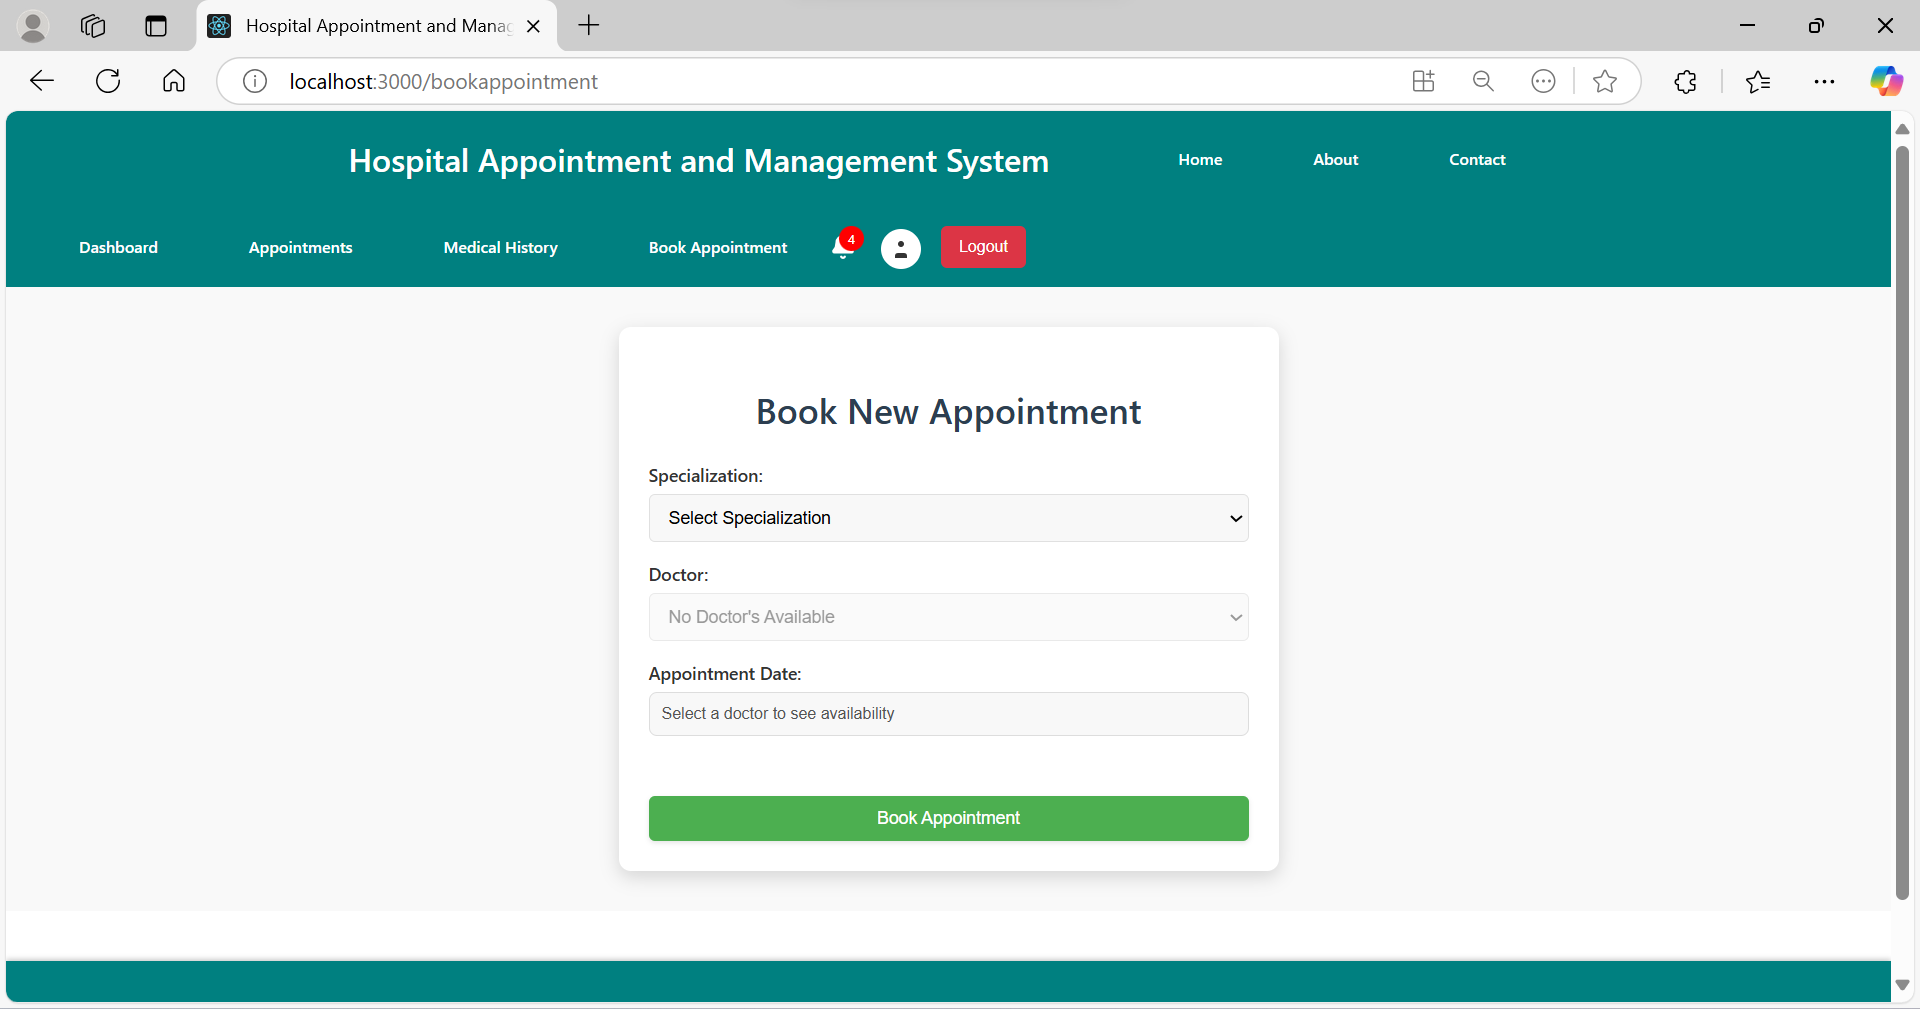 Hospital Appointment and Manag
localhost:3000/bookappointment
Hospital Appointment and Management System Home About Contact
Dashboard Appointments Medical History Book Appointment 4 Logout
Book New Appointment
Specialization:
Select Specialization
Doctor:
No Doctor's Available
Appointment Date:
Select a doctor to see availability
Book Appointment